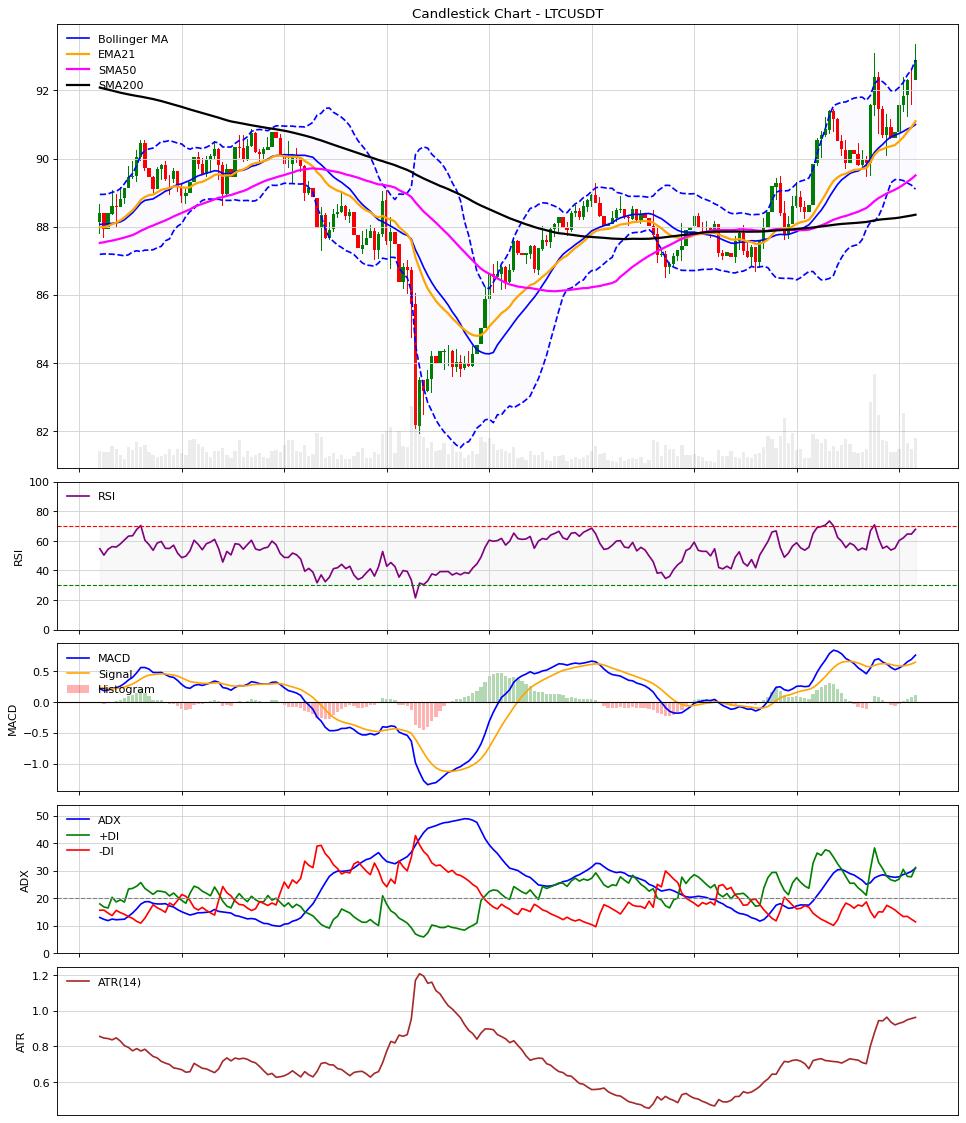 Candlestick Chart - LTCUSDT
Bollinger MA
EMA21
SMA50
SMA200
92
90
88
86
84
82
RSI
RSI
100
80
60
40
20
0
MACD
Signal
Histogram
MACD
0.5
0.0
−0.5
−1.0
ADX
+DI
-DI
ADX
50
40
30
20
10
0
ATR(14)
ATR
1.2
1.0
0.8
0.6